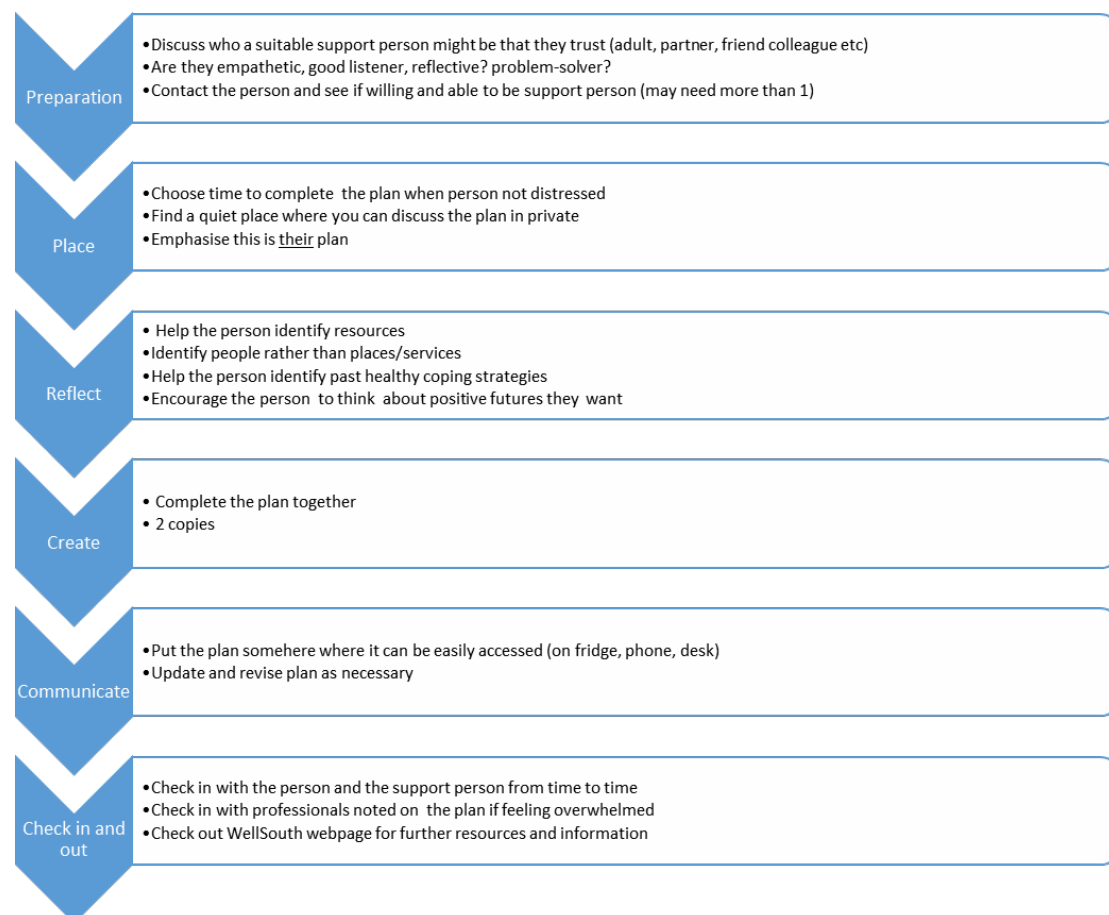 Preparation
•Discuss who a suitable support person might be that they trust (adult, partner, friend colleague etc)
•Are they empathetic, good listener, reflective? problem-solver?
•Contact the person and see if willing and able to be support person (may need more than 1)
Place
•Choose time to complete the plan when person not distressed
•Find a quiet place where you can discuss the plan in private
•Emphasise this is their plan
Reflect
• Help the person identify resources
•Identify people rather than places/services
•Help the person identify past healthy coping strategies
•Encourage the person to think about positive futures they want
Create
• Complete the plan together
• 2 copies
Communicate
•Put the plan somewhere where it can be easily accessed (on fridge, phone, desk)
•Update and revise plan as necessary
Check in and
out
•Check in with the person and the support person from time to time
•Check in with professionals noted on the plan if feeling overwhelmed
•Check out WellSouth webpage for further resources and information